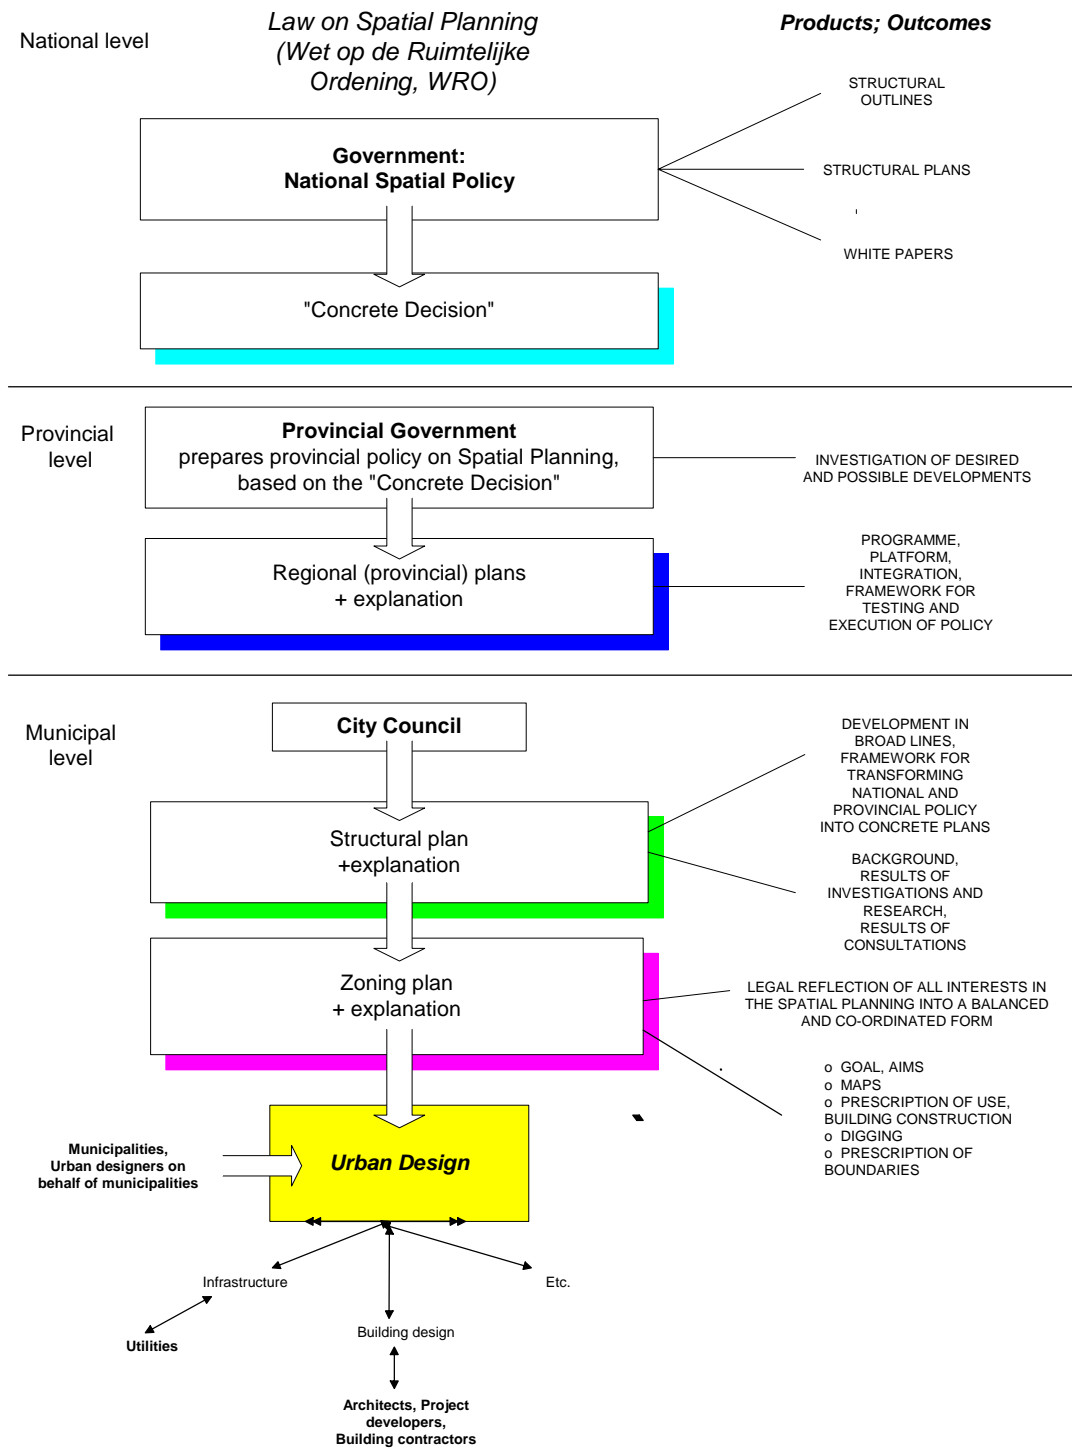 National level
Law on Spatial Planning
(Wet op de Ruimtelijke
Ordening, WRO)
Products; Outcomes
STRUCTURAL
OUTLINES
Government:
National Spatial Policy
STRUCTURAL PLANS
WHITE PAPERS
"Concrete Decision"
Provincial
level
Provincial Government
prepares provincial policy on Spatial Planning,
based on the "Concrete Decision"
INVESTIGATION OF DESIRED
AND POSSIBLE DEVELOPMENTS
Regional (provincial) plans
+ explanation
PROGRAMME,
PLATFORM,
INTEGRATION,
FRAMEWORK FOR
TESTING AND
EXECUTION OF POLICY
Municipal
level
City Council
DEVELOPMENT IN
BROAD LINES,
FRAMEWORK FOR
TRANSFORMING
NATIONAL AND
PROVINCIAL POLICY
INTO CONCRETE PLANS
Structural plan
+explanation
BACKGROUND,
RESULTS OF
INVESTIGATIONS AND
RESEARCH,
RESULTS OF
CONSULTATIONS
Zoning plan
+ explanation
LEGAL REFLECTION OF ALL INTERESTS IN
THE SPATIAL PLANNING INTO A BALANCED
AND CO-ORDINATED FORM
o GOAL, AIMS
o MAPS
o PRESCRIPTION OF USE,
BUILDING CONSTRUCTION
o DIGGING
o PRESCRIPTION OF
BOUNDARIES
Municipalities,
Urban designers on
behalf of municipalities
Urban Design
Infrastructure
Etc.
Utilities
Building design
Architects, Project
developers,
Building contractors